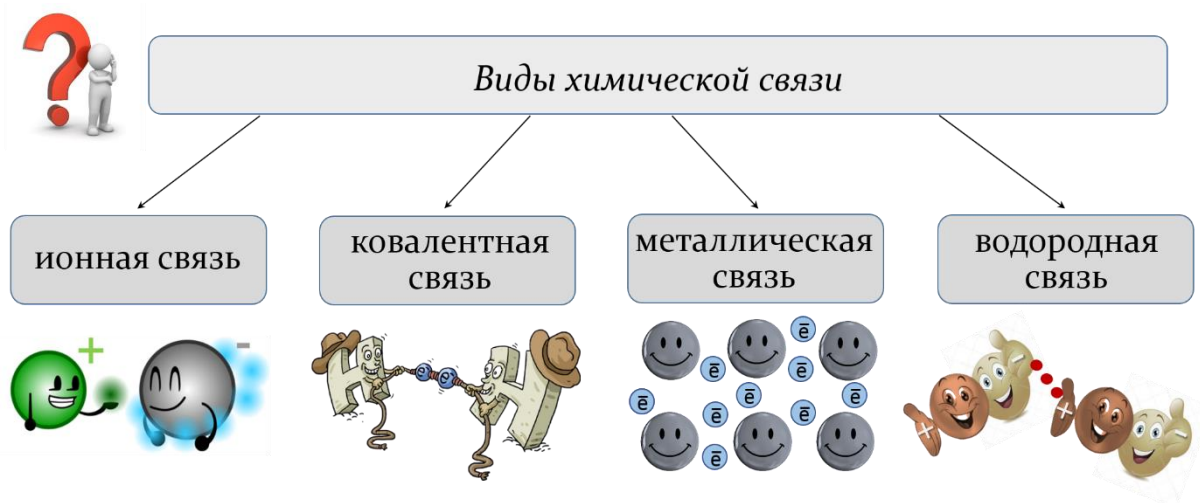 Виды химической связи
ионная связь
ковалентная
связь
металлическая
связь
водородная
связь
+
-
e
e
ē
ē
ē
ē
ē
ē
ē
ē
ē
H
H
-
+
-
+